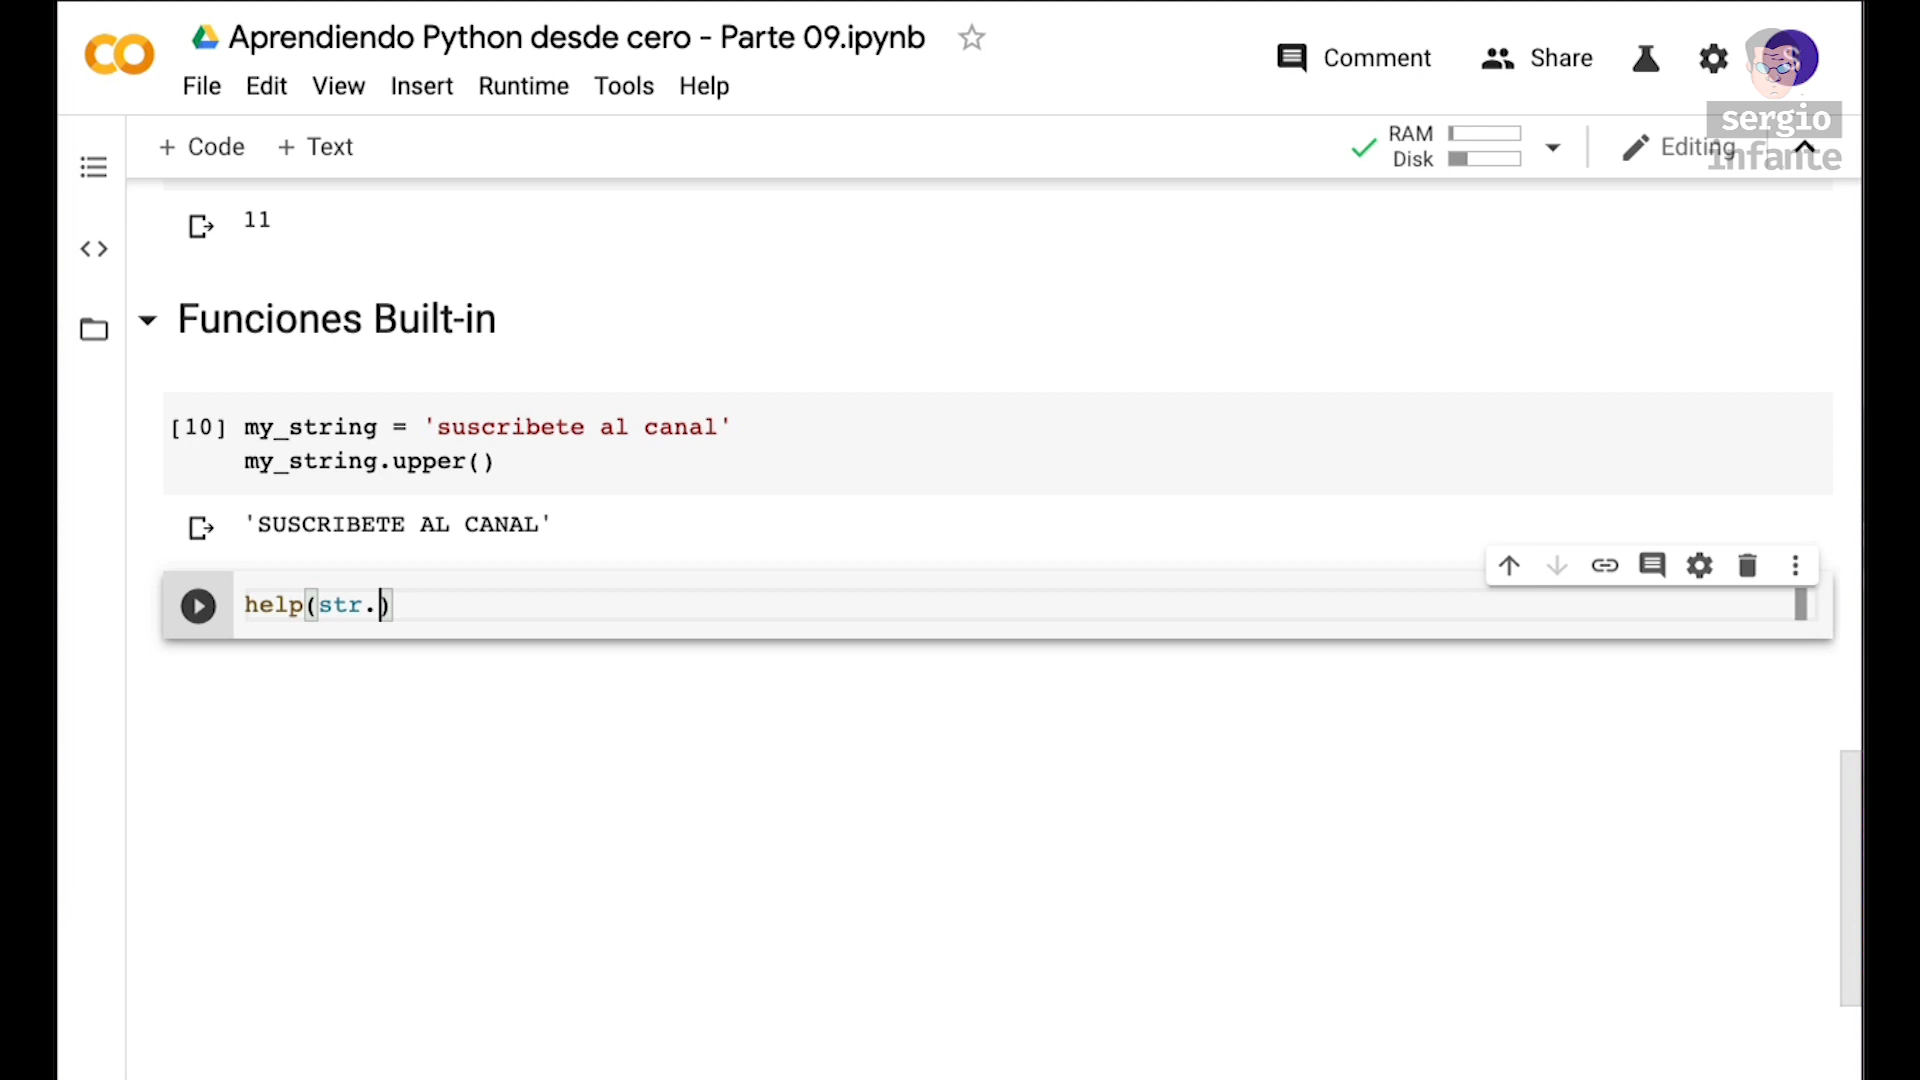 Aprendiendo Python desde cero - Parte 09.ipynb
File Edit View Insert Runtime Tools Help
Comment
Share
sergio
infante
+ Code + Text
RAM
Disk
Editing
11
Funciones Built-in
[10] my_string = 'suscribete al canal'
my_string.upper()
'SUSCRIBETE AL CANAL'
help(str.)